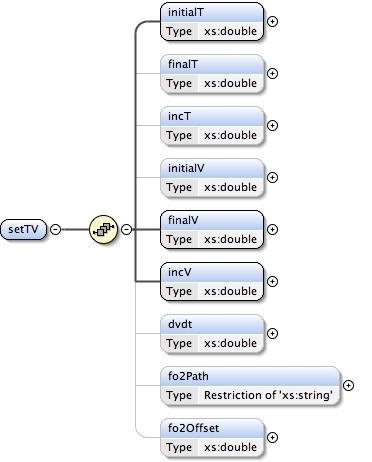 initialT
Type xs:double
finalT
Type xs:double
incT
Type xs:double
initialV
Type xs:double
setTV
finalV
Type xs:double
incV
Type xs:double
dvdt
Type xs:double
fo2Path
Type Restriction of 'xs:string'
fo2Offset
Type xs:double